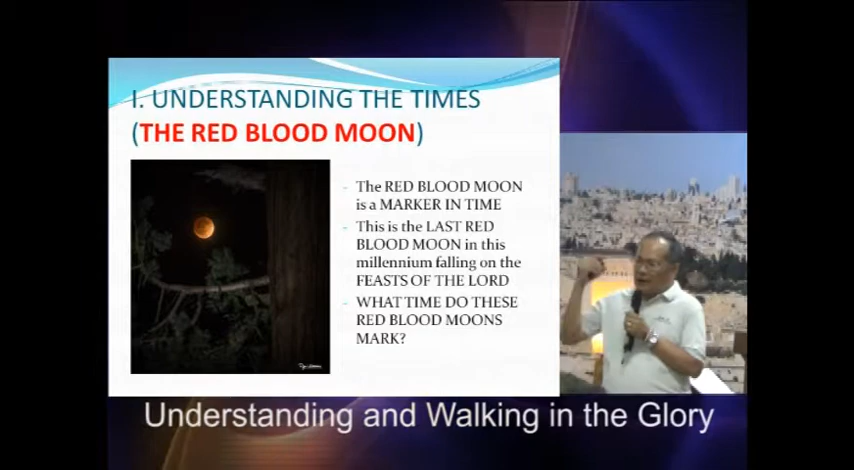 I. UNDERSTANDING THE TIMES
(THE RED BLOOD MOON)
- The RED BLOOD MOON
is a MARKER IN TIME
- This is the LAST RED
BLOOD MOON in this
millennium falling on the
FEASTS OF THE LORD
- WHAT TIME DO THESE
RED BLOOD MOONS
MARK?
Understanding and Walking in the Glory